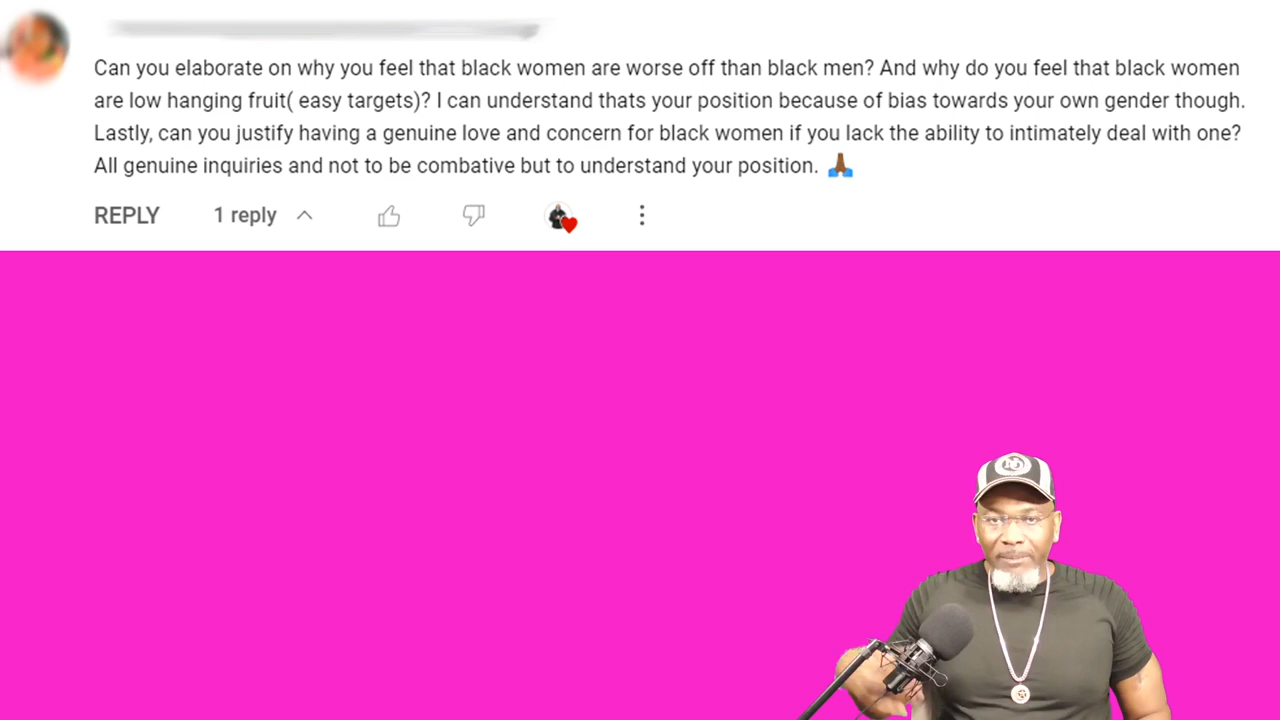 Can you elaborate on why you feel that black women are worse off than black men? And why do you feel that black women
are low hanging fruit( easy targets)? I can understand thats your position because of bias towards your own gender though.
Lastly, can you justify having a genuine love and concern for black women if you lack the ability to intimately deal with one?
All genuine inquiries and not to be combative but to understand your position. 🙏🏾
REPLY 1 reply